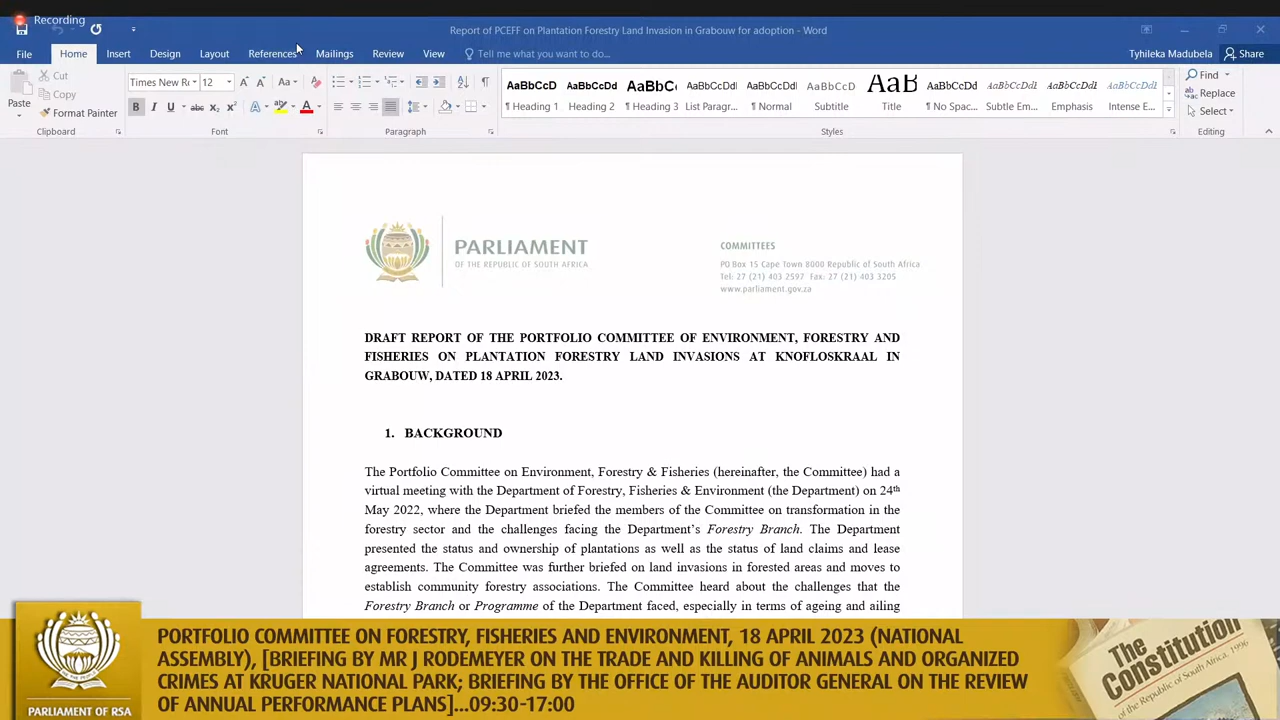 Recording
Report of PCEFF on Plantation Forestry Land Invasion in Grabouw for adoption - Word
File Home Insert Design Layout References Mailings Review View Tell me what you want to do... Tyhileka Madubela Share
Paste
Cut
Copy
Format Painter
Times New R 12 Aa
B I U abc X₂ X² A A
AaBbCcD AaBbCcDd AaBbCc AaBbCcDd AaBbCcDd AaBbCcD AaB AaBbCcDd AaBbCcDdI AaBbCcDdI AaBbCcDdI
¶ Heading 1 ¶ Heading 2 ¶ Heading 3 List Paragr... ¶ Normal Subtitle Title ¶ No Spac... Subtle Em... Emphasis Intense E...
Find
Replace
Select
Clipboard Font Paragraph Styles Editing
PARLIAMENT
OF THE REPUBLIC OF SOUTH AFRICA
COMMITTEES
PO Box 15 Cape Town 8000 Republic of South Africa
Tel: 27 (21) 403 2597 Fax: 27 (21) 403 3205
www.parliament.gov.za
DRAFT REPORT OF THE PORTFOLIO COMMITTEE OF ENVIRONMENT, FORESTRY AND
FISHERIES ON PLANTATION FORESTRY LAND INVASIONS AT KNOFLOSKRAAL IN
GRABOUW, DATED 18 APRIL 2023.
1. BACKGROUND
The Portfolio Committee on Environment, Forestry & Fisheries (hereinafter, the Committee) had a
virtual meeting with the Department of Forestry, Fisheries & Environment (the Department) on 24th
May 2022, where the Department briefed the members of the Committee on transformation in the
forestry sector and the challenges facing the Department's Forestry Branch. The Department
presented the status and ownership of plantations as well as the status of land claims and lease
agreements. The Committee was further briefed on land invasions in forested areas and moves to
establish community forestry associations. The Committee heard about the challenges that the
Forestry Branch or Programme of the Department faced, especially in terms of ageing and ailing
PARLIAMENT OF RSA
PORTFOLIO COMMITTEE ON FORESTRY, FISHERIES AND ENVIRONMENT, 18 APRIL 2023 (NATIONAL
ASSEMBLY), [BRIEFING BY MR J RODEMEYER ON THE TRADE AND KILLING OF ANIMALS AND ORGANIZED
CRIMES AT KRUGER NATIONAL PARK; BRIEFING BY THE OFFICE OF THE AUDITOR GENERAL ON THE REVIEW
OF ANNUAL PERFORMANCE PLANS]...09:30-17:00
The
Constitution
of the Republic of South Africa, 1996